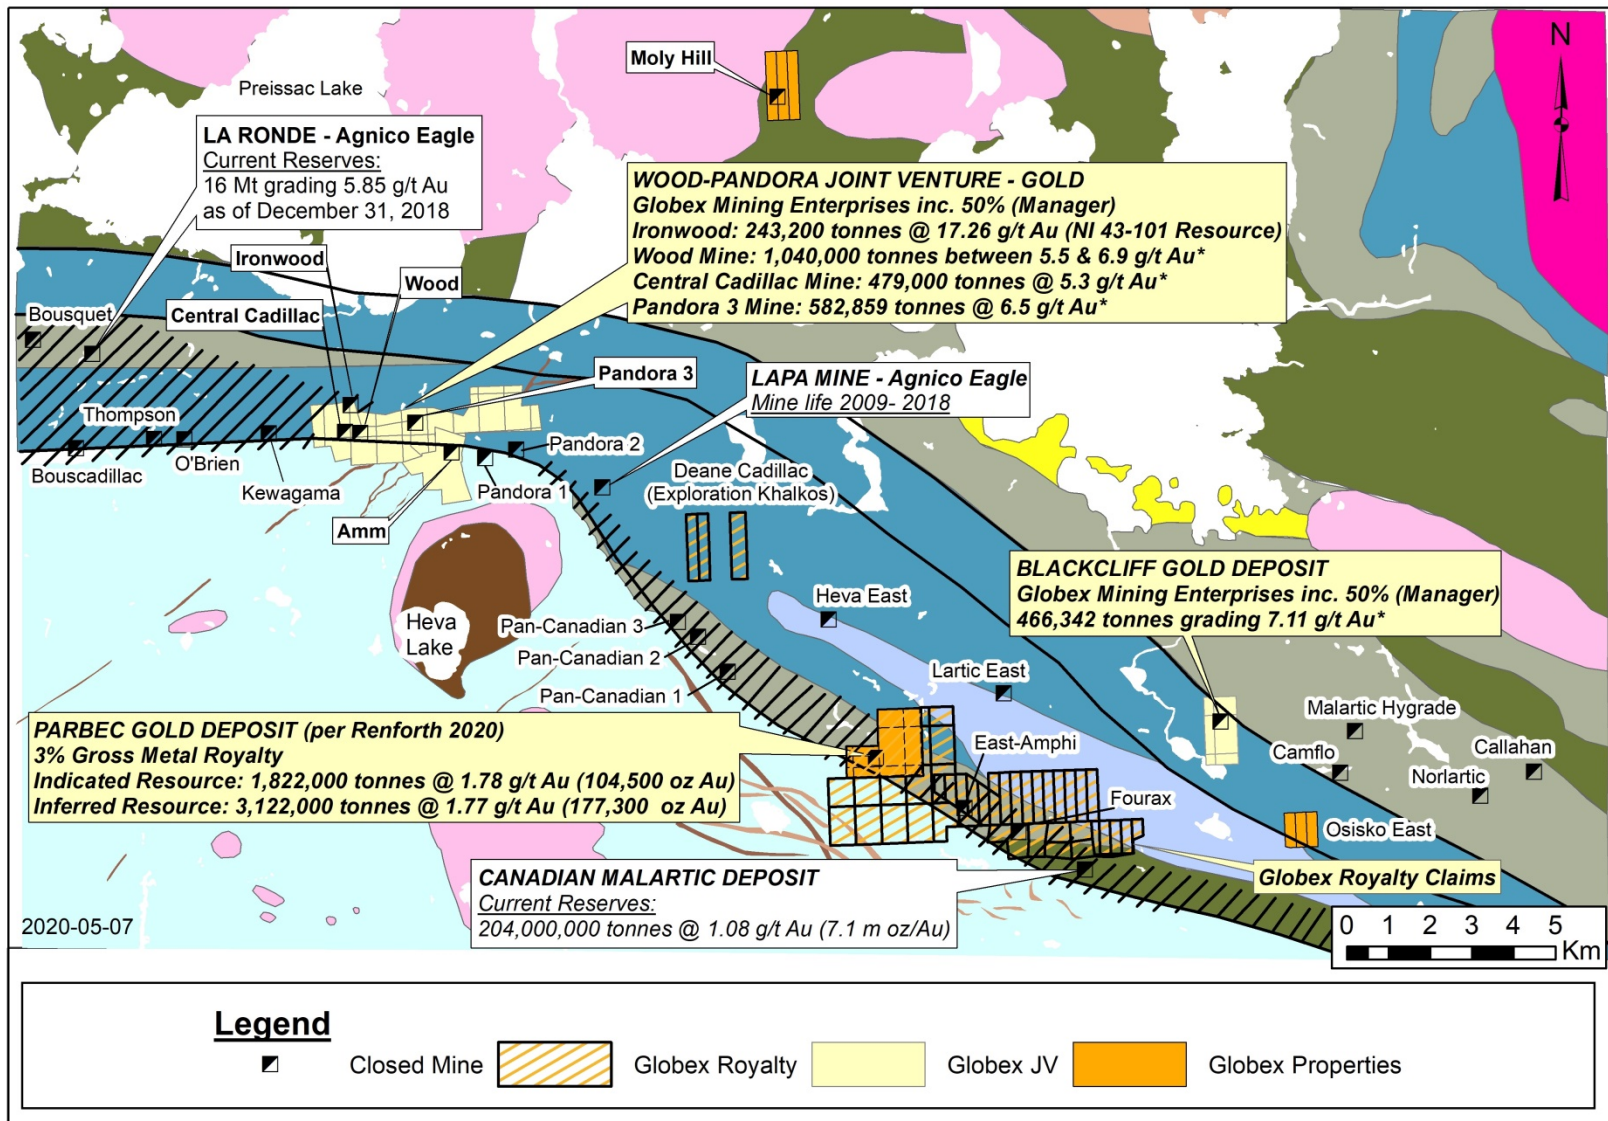 N
Moly Hill
Preissac Lake
LA RONDE - Agnico Eagle
Current Reserves:
16 Mt grading 5.85 g/t Au
as of December 31, 2018
WOOD-PANDORA JOINT VENTURE - GOLD
Globex Mining Enterprises inc. 50% (Manager)
Ironwood: 243,200 tonnes @ 17.26 g/t Au (NI 43-101 Resource)
Wood Mine: 1,040,000 tonnes between 5.5 & 6.9 g/t Au*
Central Cadillac Mine: 479,000 tonnes @ 5.3 g/t Au*
Pandora 3 Mine: 582,859 tonnes @ 6.5 g/t Au*
Ironwood
Wood
Bousquet
Central Cadillac
Pandora 3
LAPA MINE - Agnico Eagle
Mine life 2009- 2018
Thompson
Bouscadillac
O'Brien
Kewagama
Amm
Pandora 1
Pandora 2
Deane Cadillac
(Exploration Khalkos)
BLACKCLIFF GOLD DEPOSIT
Globex Mining Enterprises inc. 50% (Manager)
466,342 tonnes grading 7.11 g/t Au*
Heva East
Heva
Lake
Pan-Canadian 3
Pan-Canadian 2
Pan-Canadian 1
Lartic East
Malartic Hygrade
Camflo
Callahan
Norlartic
PARBEC GOLD DEPOSIT (per Renforth 2020)
3% Gross Metal Royalty
Indicated Resource: 1,822,000 tonnes @ 1.78 g/t Au (104,500 oz Au)
Inferred Resource: 3,122,000 tonnes @ 1.77 g/t Au (177,300 oz Au)
East-Amphi
Fourax
Osisko East
Globex Royalty Claims
CANADIAN MALARTIC DEPOSIT
Current Reserves:
204,000,000 tonnes @ 1.08 g/t Au (7.1 m oz/Au)
2020-05-07
0 1 2 3 4 5
Km
Legend
Closed Mine
Globex Royalty
Globex JV
Globex Properties